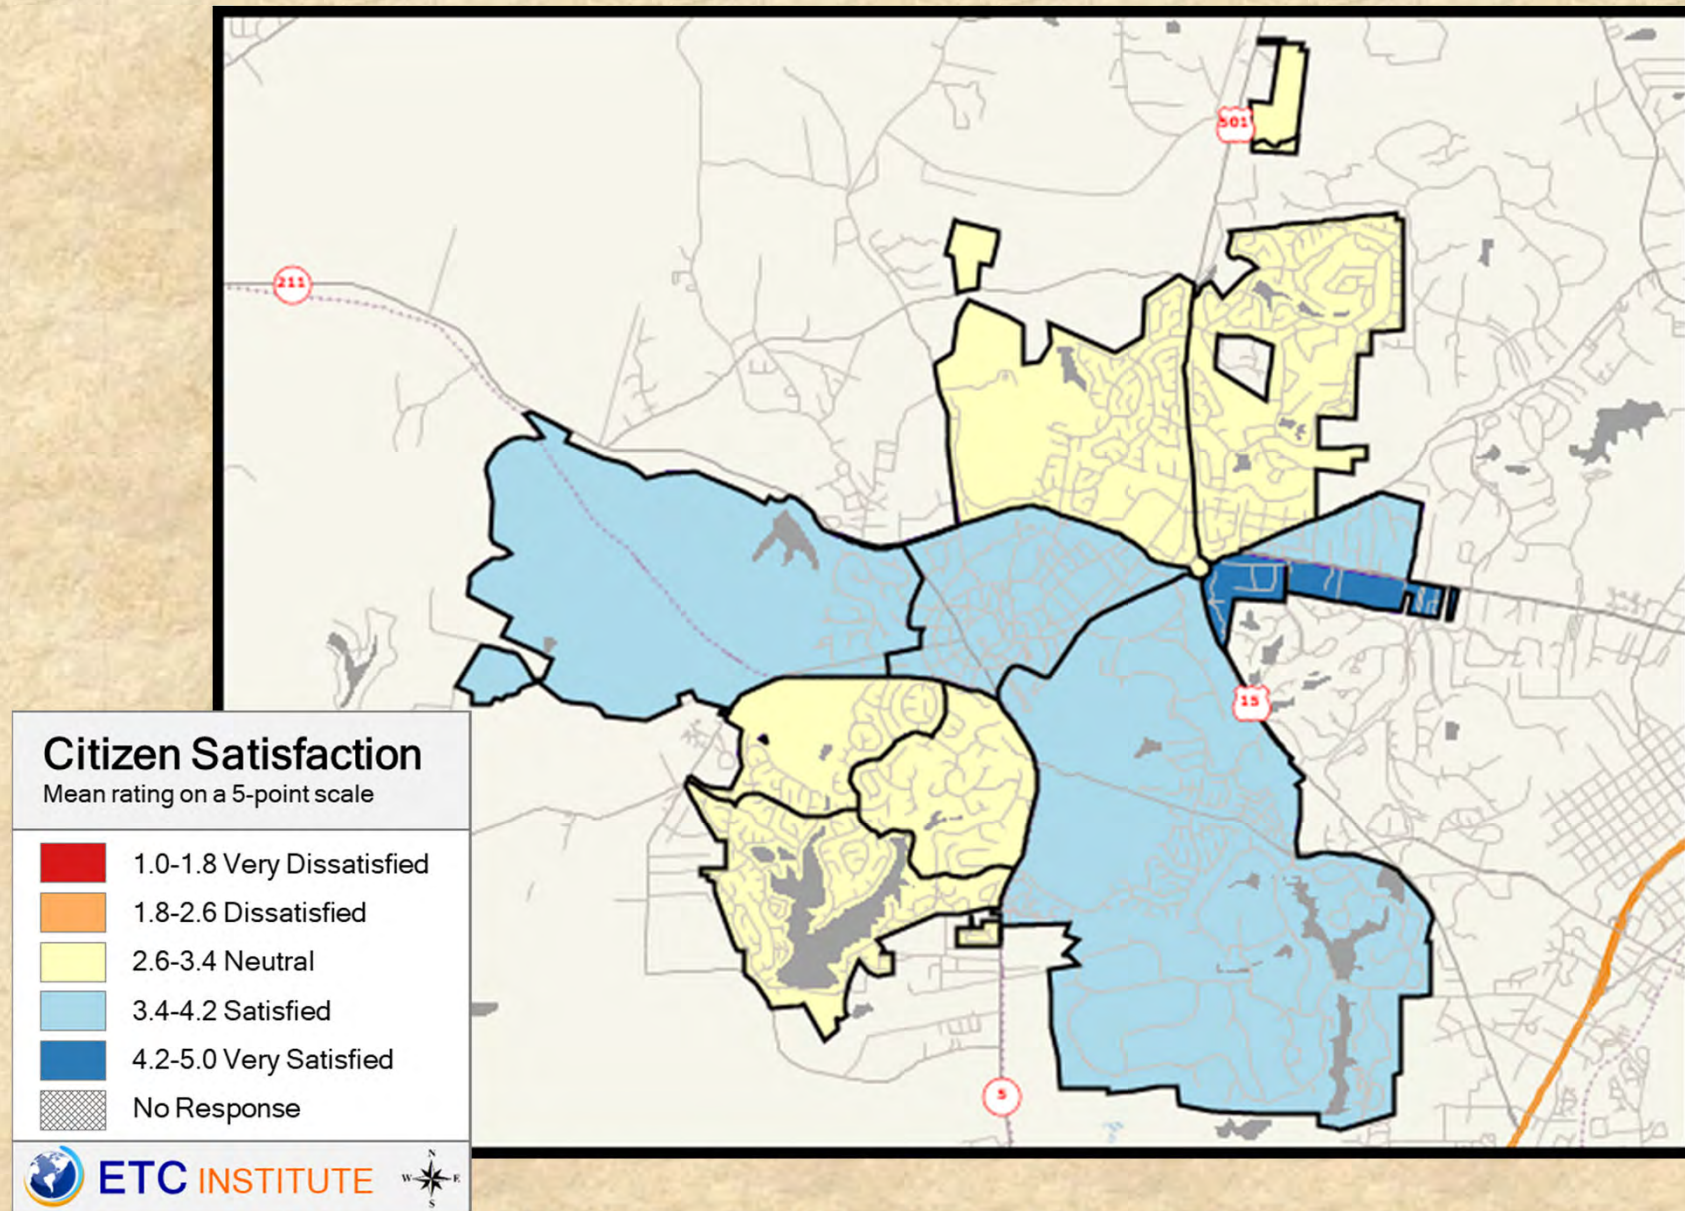 501
211
15
5
Citizen Satisfaction
Mean rating on a 5-point scale
1.0-1.8 Very Dissatisfied
1.8-2.6 Dissatisfied
2.6-3.4 Neutral
3.4-4.2 Satisfied
4.2-5.0 Very Satisfied
No Response
ETC INSTITUTE
N
W E
S